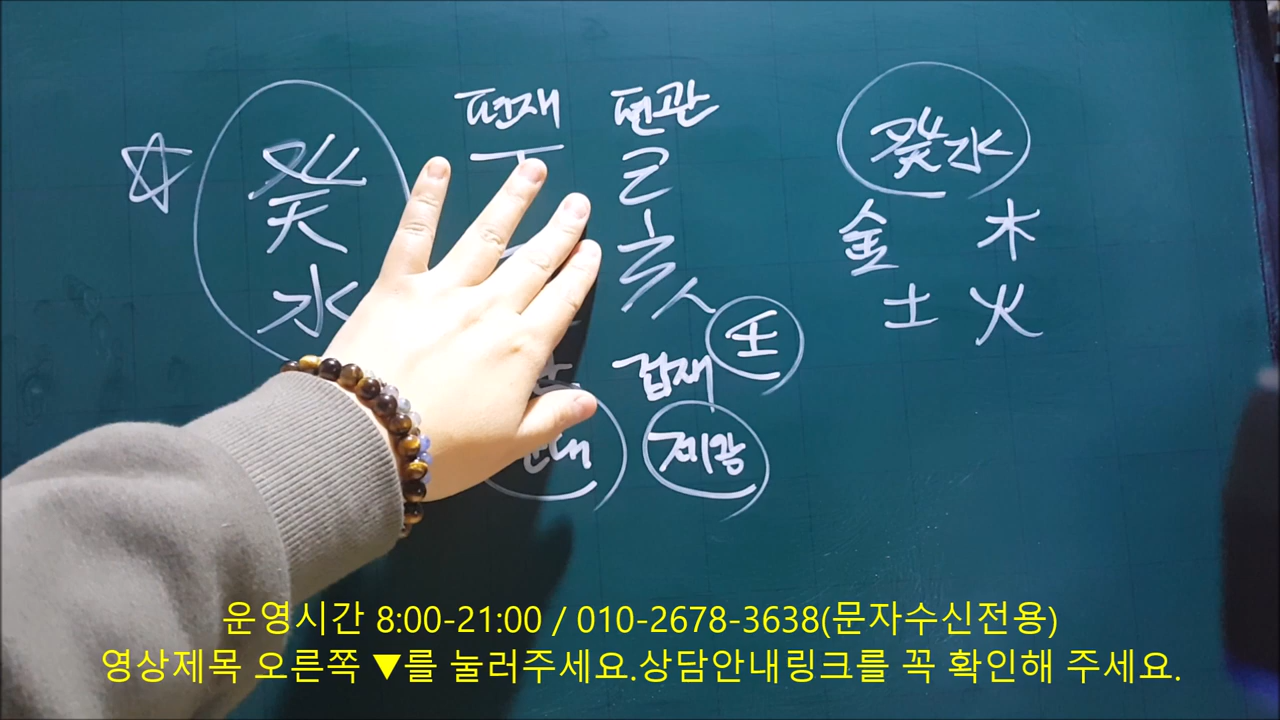 편재 편관
癸 丁 己
水 亥
壬
겁재
제왕
癸水
金 木
土 火
운영시간 8:00-21:00 / 010-2678-3638(문자수신전용)
영상제목 오른쪽 ▼를 눌러주세요.상담안내링크를 꼭 확인해 주세요.